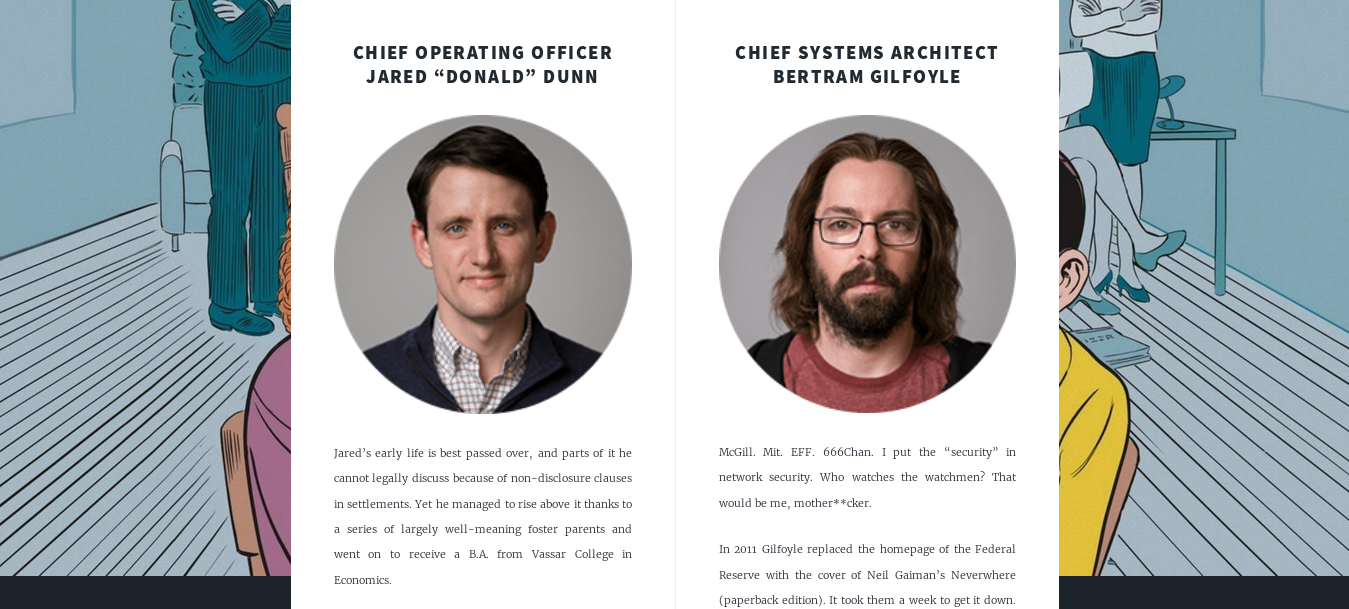 CHIEF OPERATING OFFICER
JARED “DONALD” DUNN
Jared’s early life is best passed over, and parts of it he
cannot legally discuss because of non-disclosure clauses
in settlements. Yet he managed to rise above it thanks to
a series of largely well-meaning foster parents and
went on to receive a B.A. from Vassar College in
Economics.
CHIEF SYSTEMS ARCHITECT
BERTRAM GILFOYLE
McGill. Mit. EFF. 666Chan. I put the “security” in
network security. Who watches the watchmen? That
would be me, mother**cker.
In 2011 Gilfoyle replaced the homepage of the Federal
Reserve with the cover of Neil Gaiman’s Neverwhere
(paperback edition). It took them a week to get it down.